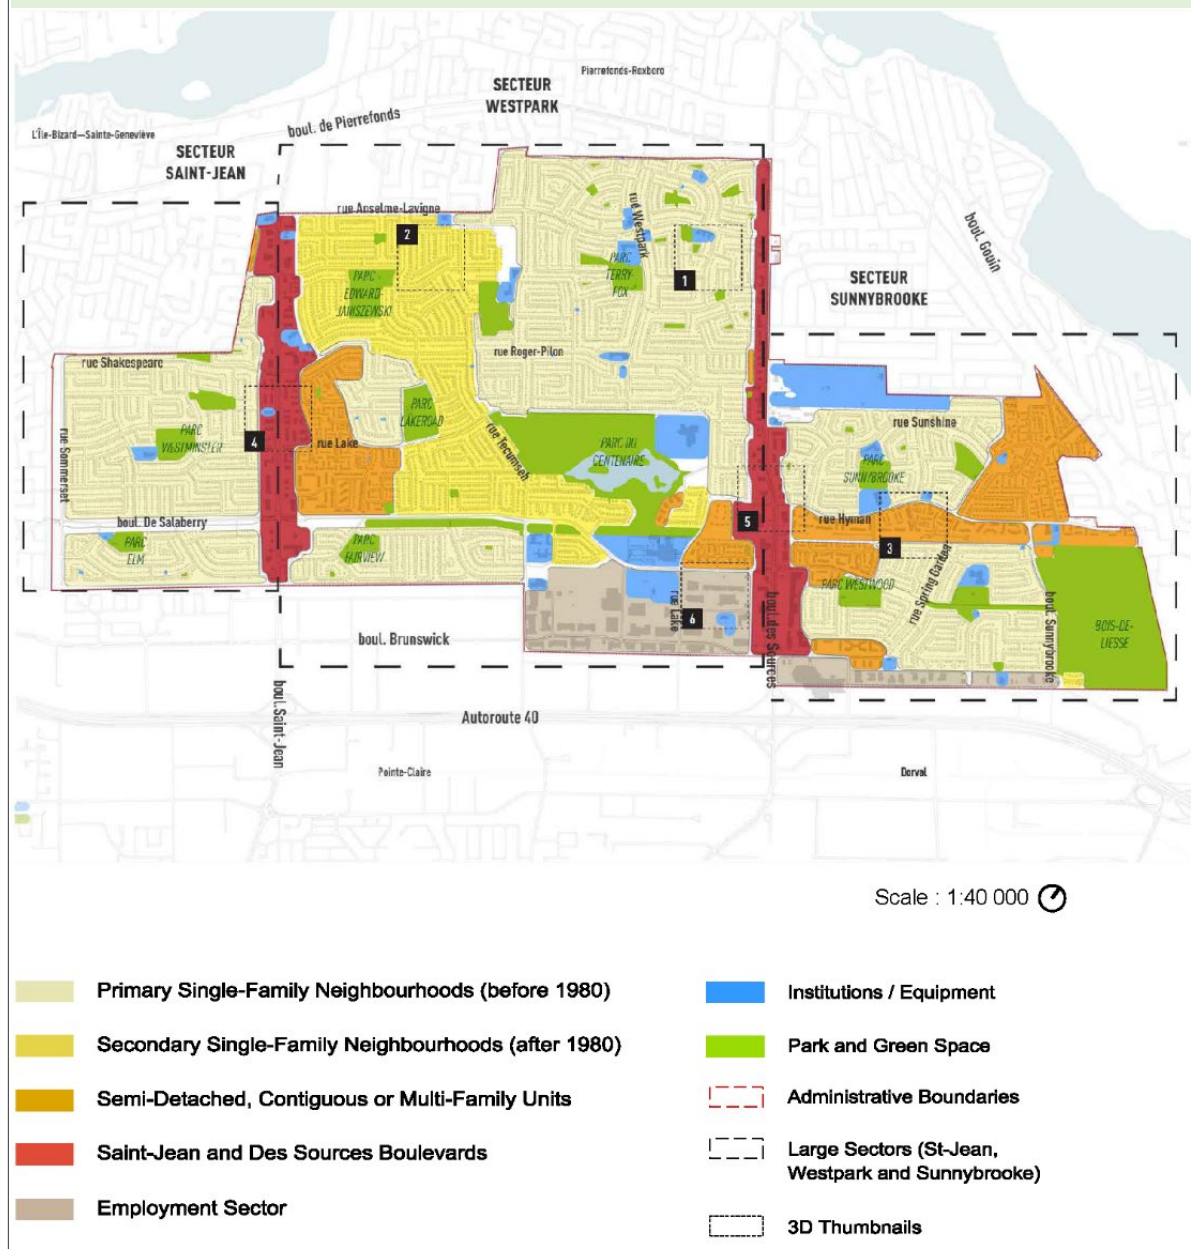 SECTEUR
WESTPARK
Pierrefonds-Roxboro
boul. de Pierrefonds
L'Île-Bizard—Sainte-Geneviève
SECTEUR
SAINT-JEAN
rue Anselme-Lavigne
2
rue Westpark
boul. Gouin
PARC
TERRY-
FOX
1
SECTEUR
SUNNYBROOKE
PARC
EDWARD-
JANISZEWSKI
rue Shakespeare
rue Roger-Pilon
PARC
LAKEROAD
rue Sommerset
PARC
WESTMINSTER
4
rue Lake
rue Tecumseh
PARC DU
CENTENAIRE
rue Sunshine
PARC
SUNNYBROOKE
boul. De Salaberry
5
rue Hyman
PARC
ELM
PARC
FAIRVIEW
3
rue Spring Garden
PARC WESTWOOD
rue Lake
6
boul. des Sources
boul. Sunnybrooke
BOIS-DE-
LIESSE
boul. Brunswick
boul. Saint-Jean
Autoroute 40
Pointe-Claire
Dorval
Scale : 1:40 000
Primary Single-Family Neighbourhoods (before 1980)
Secondary Single-Family Neighbourhoods (after 1980)
Semi-Detached, Contiguous or Multi-Family Units
Saint-Jean and Des Sources Boulevards
Employment Sector
Institutions / Equipment
Park and Green Space
Administrative Boundaries
Large Sectors (St-Jean,
Westpark and Sunnybrooke)
3D Thumbnails